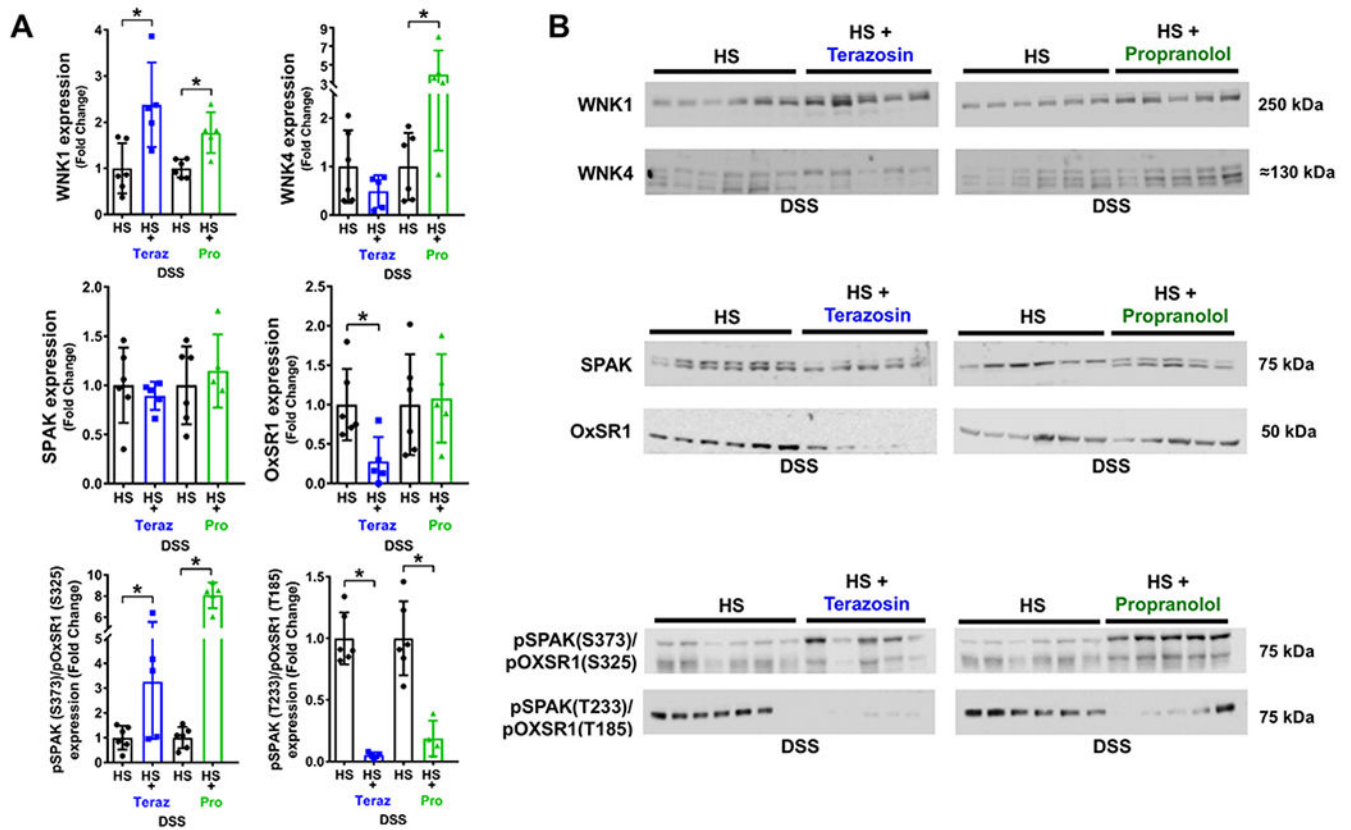 A
WNK1 expression
(Fold Change)
4
3
2
1
0
*
*
HS
HS
+
HS
HS
+
Teraz
Pro
DSS
WNK4 expression
(Fold Change)
9
7
5
3
2
1
0
*
HS
HS
+
HS
HS
+
Teraz
Pro
DSS
SPAK expression
(Fold Change)
2.0
1.5
1.0
0.5
0.0
HS
HS
+
HS
HS
+
Teraz
Pro
DSS
OxSR1 expression
(Fold Change)
2.5
2.0
1.5
1.0
0.5
0.0
*
HS
HS
+
HS
HS
+
Teraz
Pro
DSS
pSPAK (S373)/pOxSR1 (S325)
expression (Fold Change)
10
8
6
5
4
3
2
1
0
*
*
HS
HS
+
HS
HS
+
Teraz
Pro
DSS
pSPAK (T233)/pOxSR1 (T185)
expression (Fold Change)
1.5
1.0
0.5
0.0
*
*
HS
HS
+
HS
HS
+
Teraz
Pro
DSS
B
HS
HS +
Terazosin
HS
HS +
Propranolol
WNK1
250 kDa
WNK4
≈130 kDa
DSS
DSS
HS
HS +
Terazosin
HS
HS +
Propranolol
SPAK
75 kDa
OxSR1
50 kDa
DSS
DSS
HS
HS +
Terazosin
HS
HS +
Propranolol
pSPAK(S373)/
pOXSR1(S325)
75 kDa
pSPAK(T233)/
pOXSR1(T185)
75 kDa
DSS
DSS